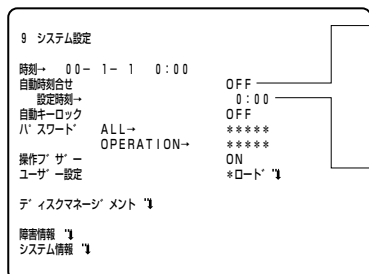 9 システム設定
時刻→ 00- 1- 1 0:00
自動時刻合せ OFF
設定時刻→ 0:00
自動キーロック OFF
パスワード ALL→ *****
OPERATION→ *****
操作ブザー ON
ユーザー設定 *ロード
ディスクマネージメント
障害情報
システム情報